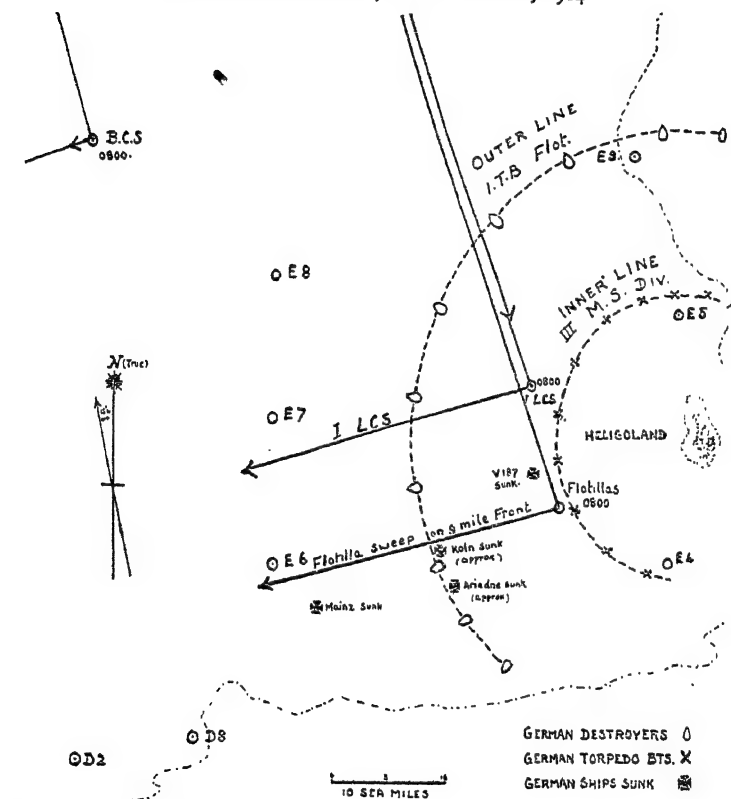 B.C.S
0800.
OUTER LINE
I.T.B Flot.
E9
E8
INNER LINE
III M.S. Div.
E5
N (True)
0800
I LCS
E7
I LCS
HELIGOLAND
V187
Sunk.
Flotillas
0800
Flotilla sweep on 9 mile Front
E6
Koln Sunk
(approx)
E4
Ariadne Sunk
(approx)
Mainz Sunk
D8
D2
GERMAN DESTROYERS
GERMAN TORPEDO BTS.
GERMAN SHIPS SUNK
10 SEA MILES